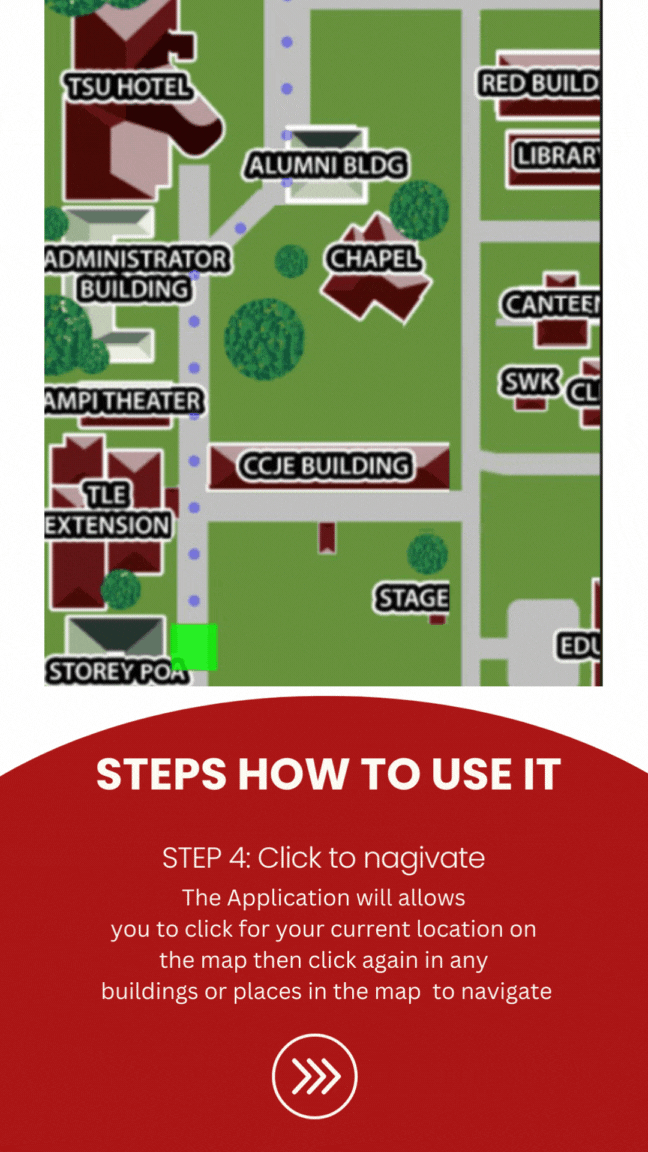 TSU HOTEL
RED BUILD
ALUMNI BLDG
LIBRARY
ADMINISTRATOR
BUILDING
CHAPEL
CANTEEN
SWK
AMPI THEATER
CCJE BUILDING
TLE
EXTENSION
STAGE
EDU
STOREY POA
STEPS HOW TO USE IT
STEP 4: Click to nagivate
The Application will allows
you to click for your current location on
the map then click again in any
buildings or places in the map to navigate